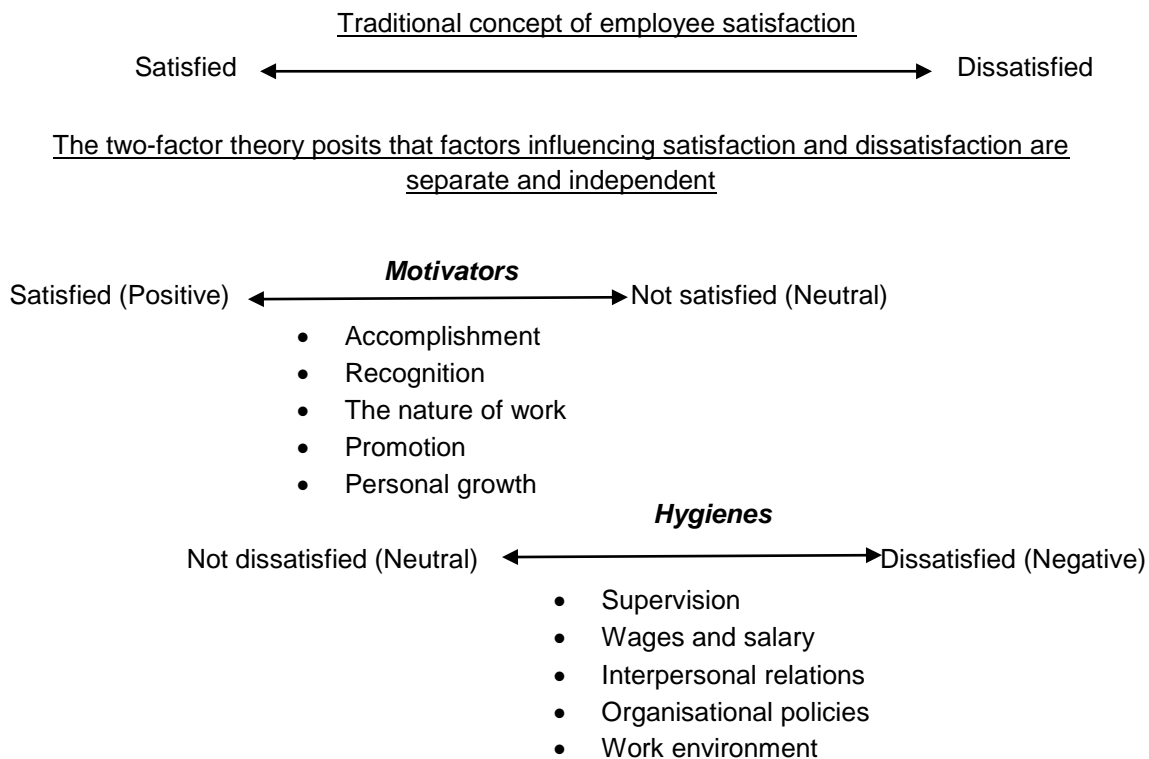 Traditional concept of employee satisfaction
Satisfied Dissatisfied
The two-factor theory posits that factors influencing satisfaction and dissatisfaction are
separate and independent
Motivators
Satisfied (Positive) Not satisfied (Neutral)
• Accomplishment
• Recognition
• The nature of work
• Promotion
• Personal growth
Hygienes
Not dissatisfied (Neutral) Dissatisfied (Negative)
• Supervision
• Wages and salary
• Interpersonal relations
• Organisational policies
• Work environment